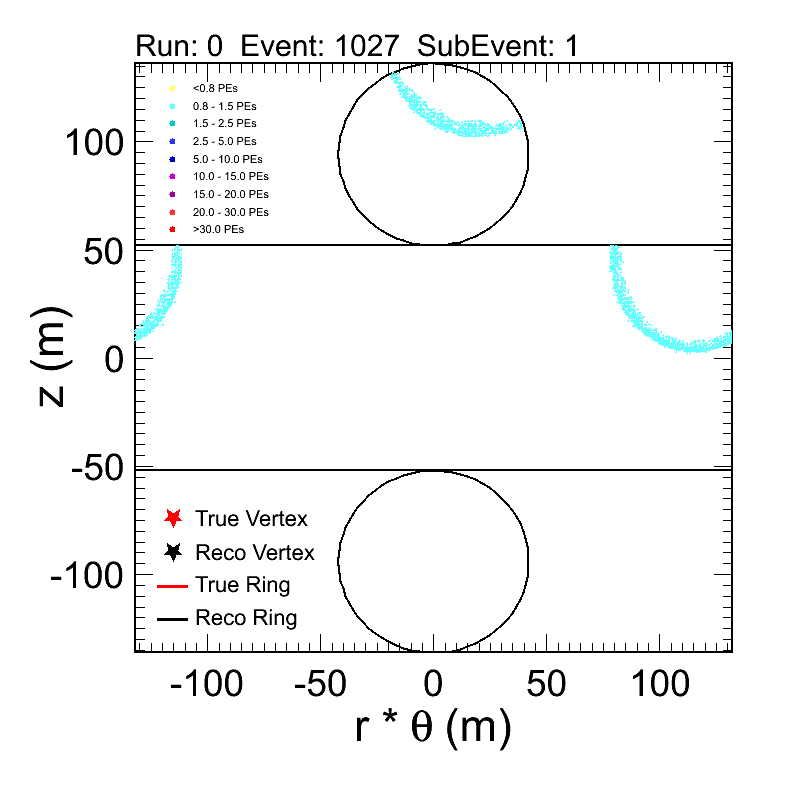 Run: 0  Event: 1027  SubEvent: 1
<0.8 PEs
0.8 - 1.5 PEs
1.5 - 2.5 PEs
2.5 - 5.0 PEs
5.0 - 10.0 PEs
10.0 - 15.0 PEs
15.0 - 20.0 PEs
20.0 - 30.0 PEs
>30.0 PEs
100
50
0
-50
-100
z (m)
True Vertex
Reco Vertex
True Ring
Reco Ring
-100 -50 0 50 100
r * θ (m)